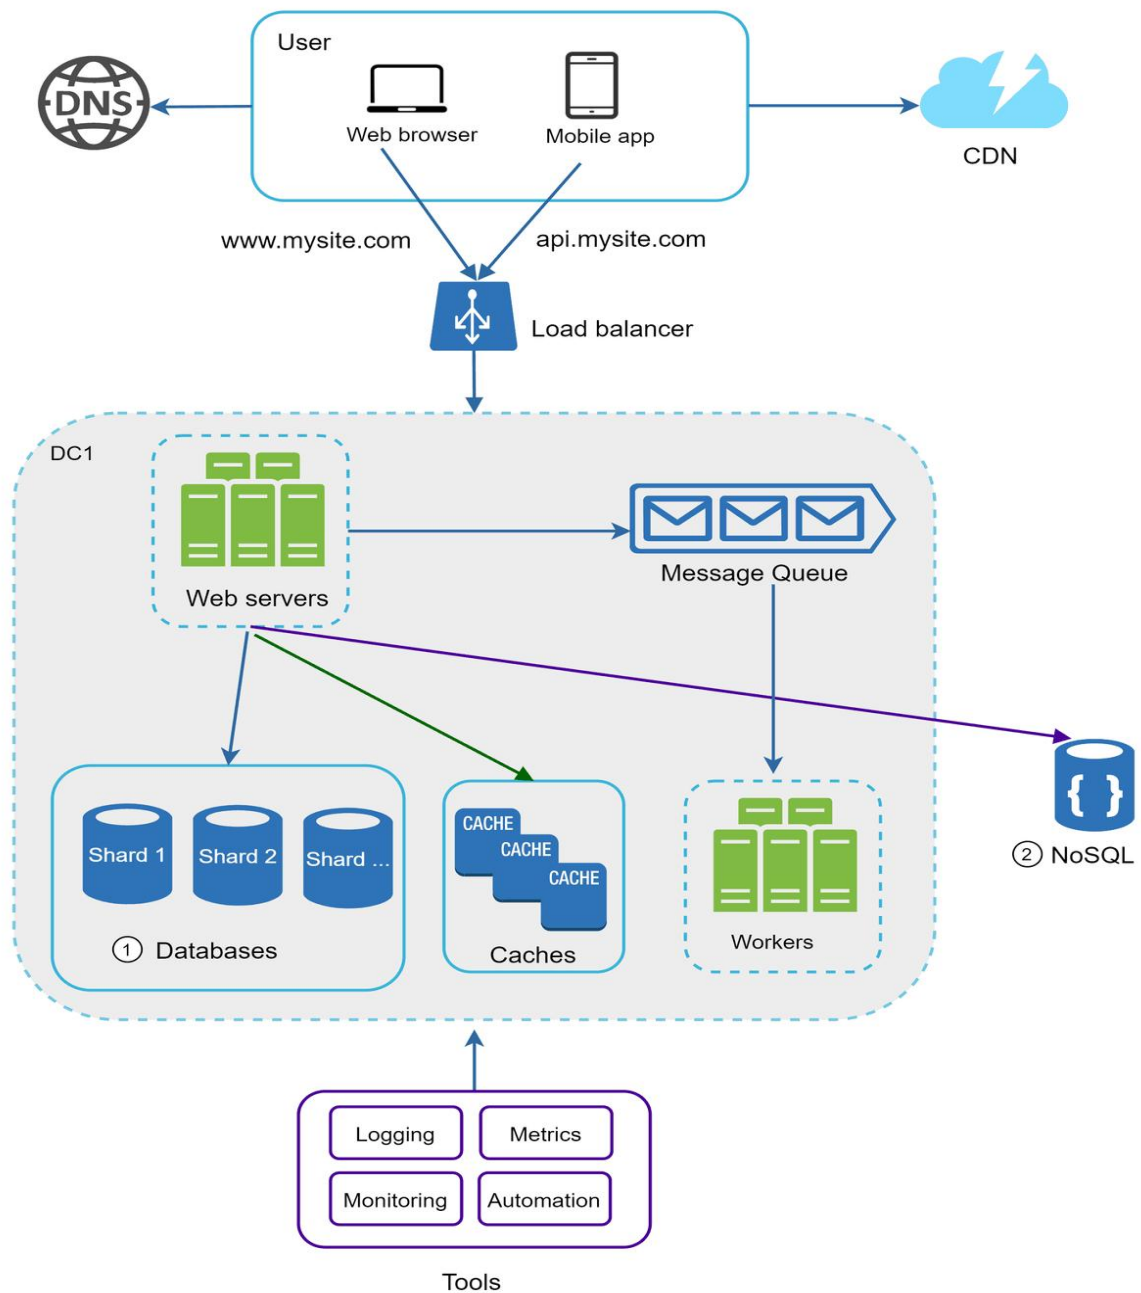 User
DNS
Web browser
Mobile app
CDN
www.mysite.com
api.mysite.com
Load balancer
DC1
Web servers
Message Queue
Shard 1
Shard 2
Shard ...
1 Databases
CACHE
CACHE
CACHE
Caches
Workers
{ }
2 NoSQL
Logging
Metrics
Monitoring
Automation
Tools